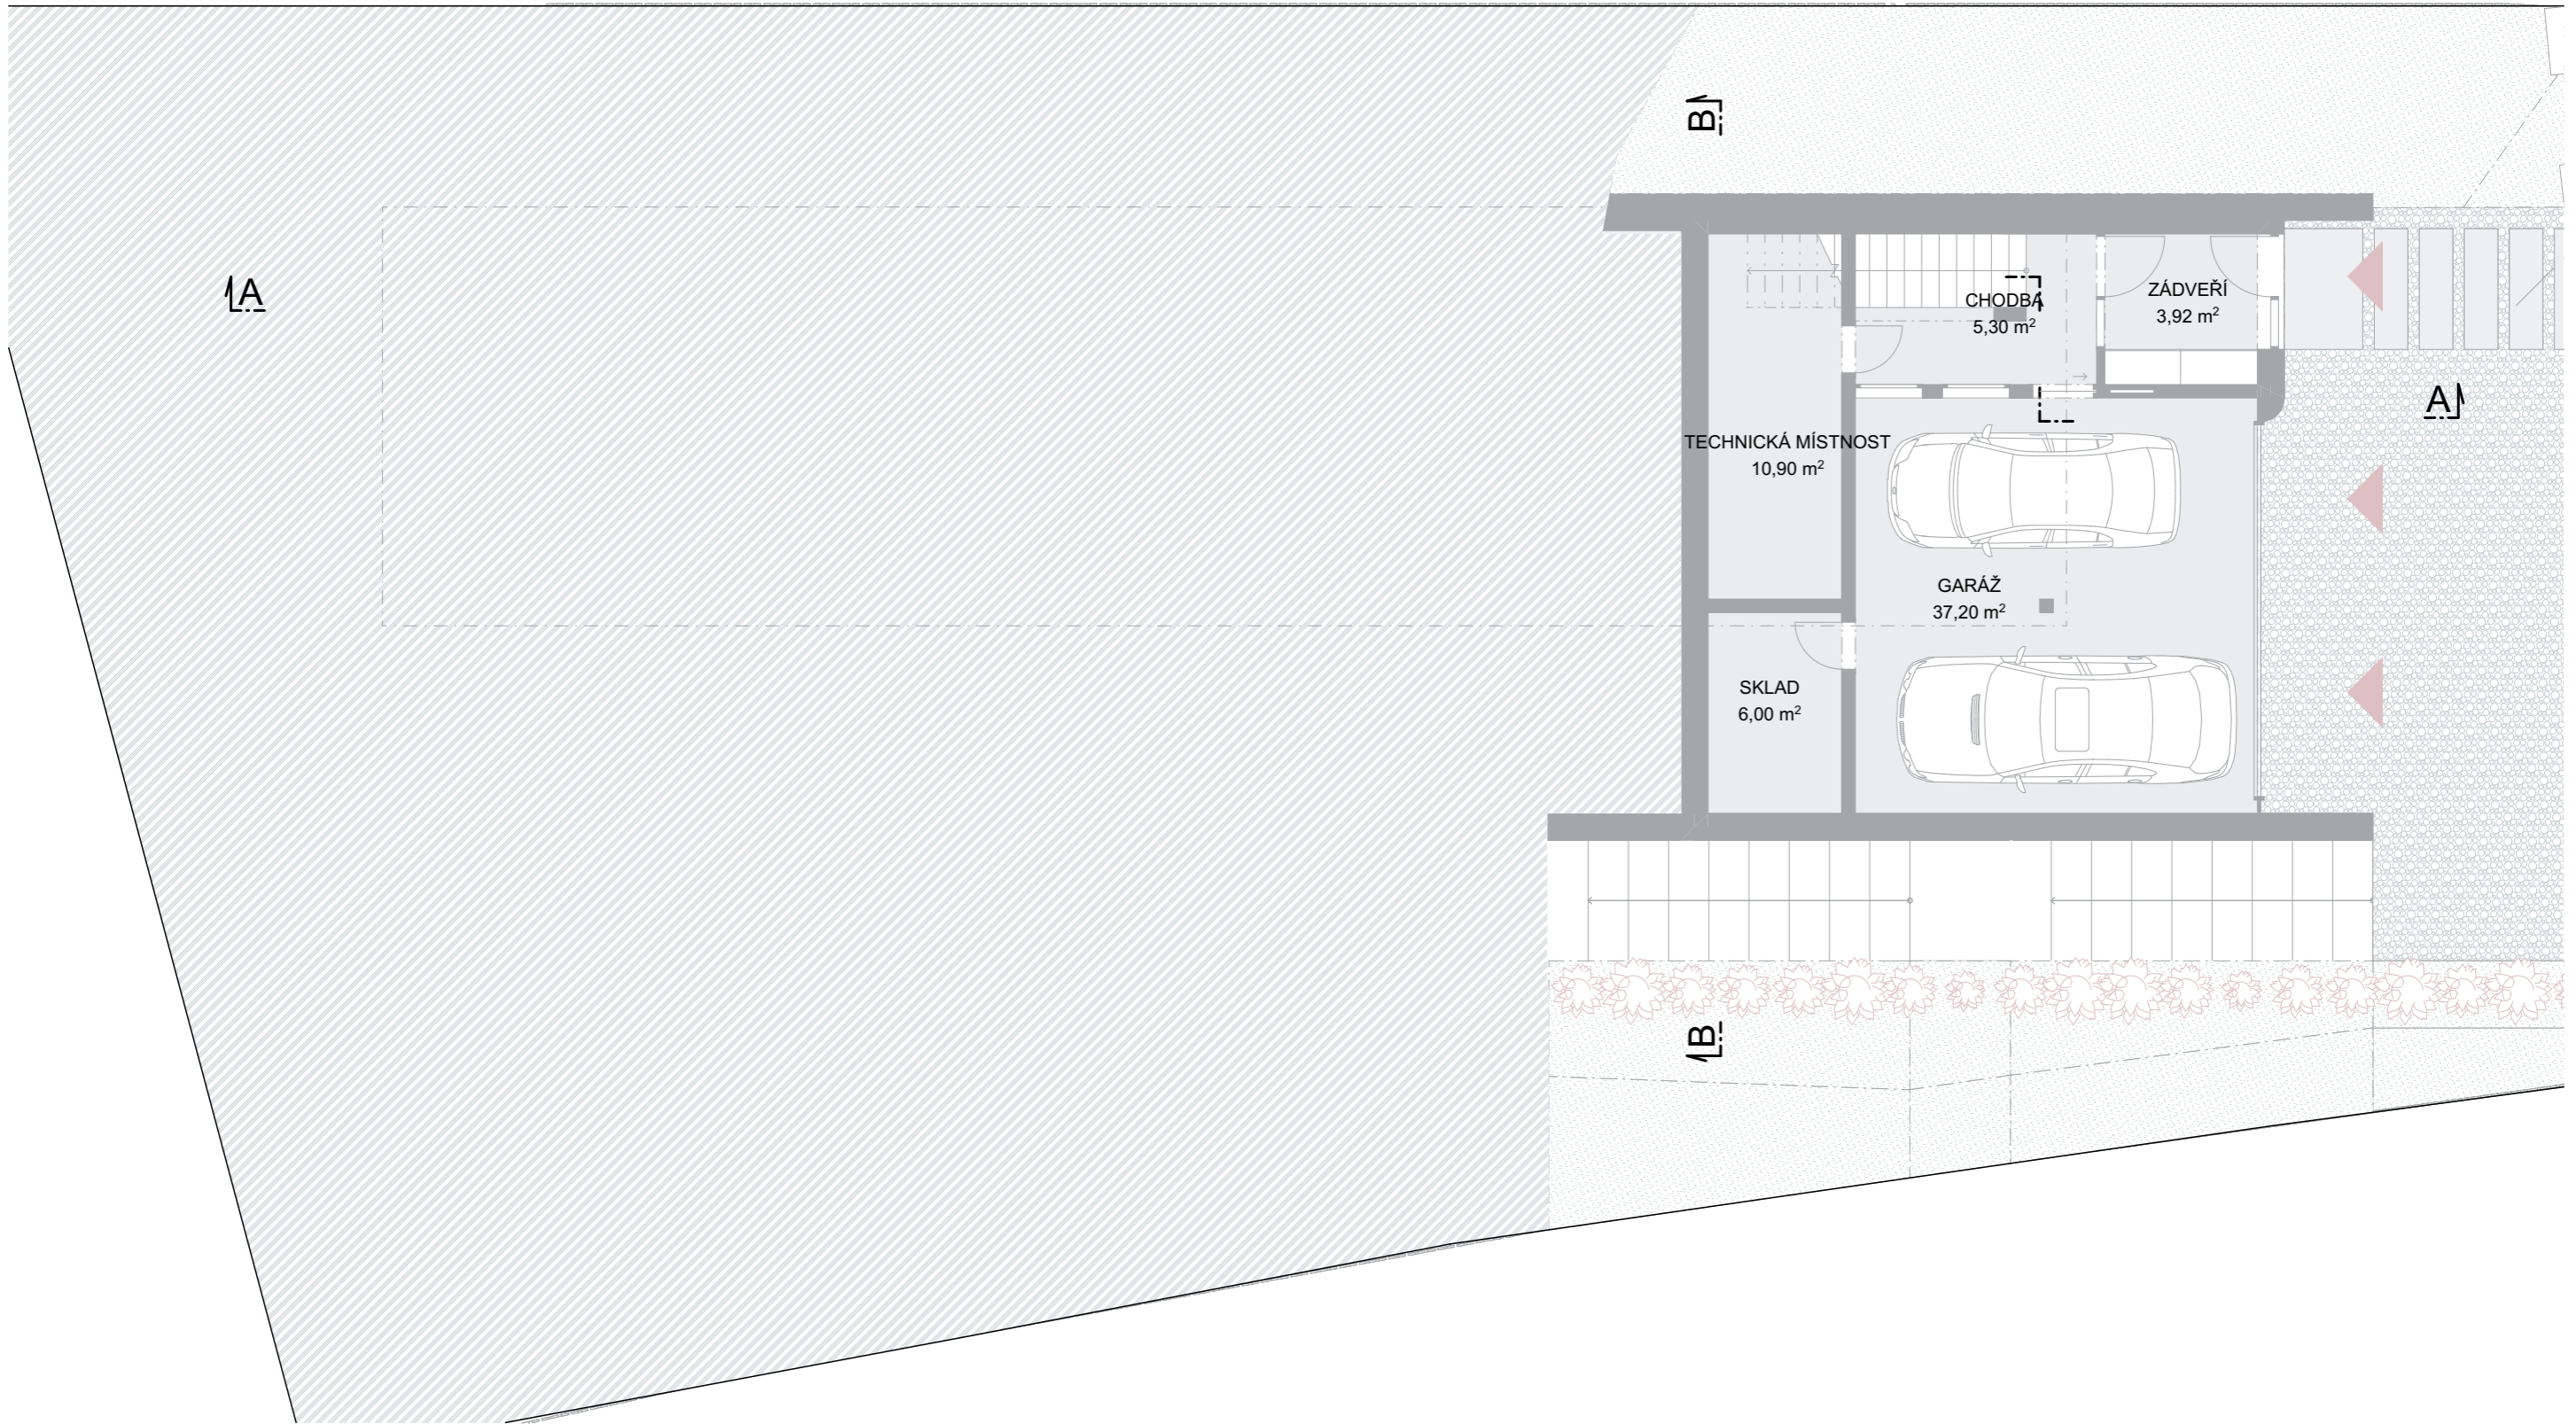 B
A
CHODBA
5,30 m²
ZÁDVEŘÍ
3,92 m²
A
TECHNICKÁ MÍSTNOST
10,90 m²
GARÁŽ
37,20 m²
SKLAD
6,00 m²
B